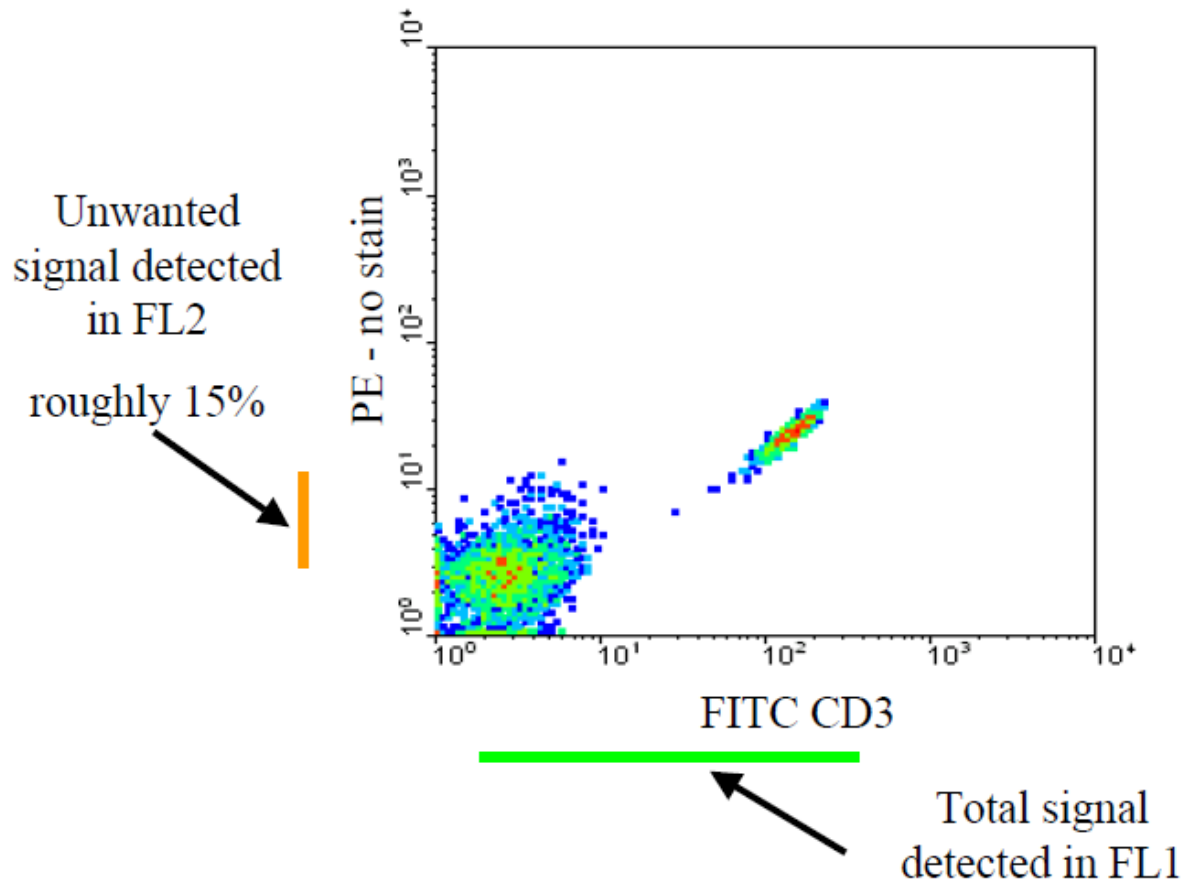 Unwanted
signal detected
in FL2
roughly 15%
PE - no stain
10⁴
10³
10²
10¹
10⁰
10⁰ 10¹ 10² 10³ 10⁴
FITC CD3
Total signal
detected in FL1